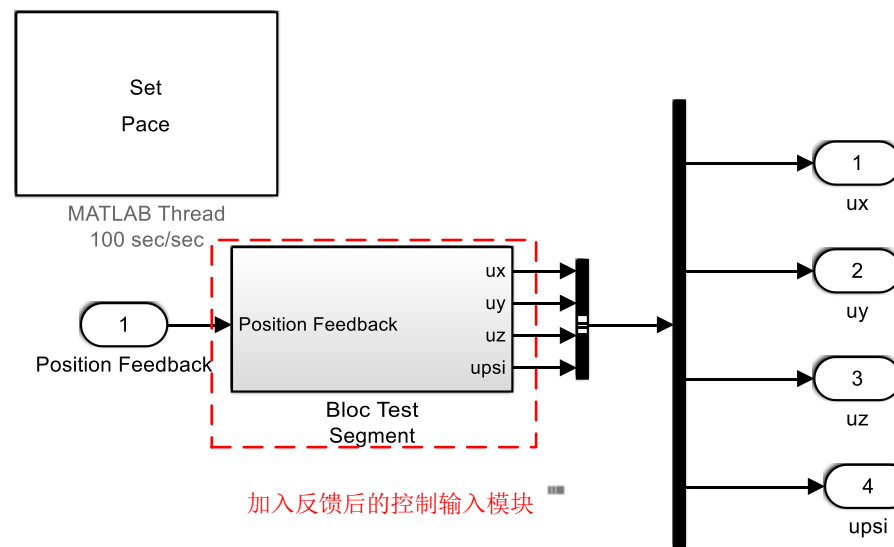 Set
Pace
MATLAB Thread
100 sec/sec
1
Position Feedback
Position Feedback
ux
uy
uz
upsi
Bloc Test
Segment
加入反馈后的控制输入模块
1
ux
2
uy
3
uz
4
upsi